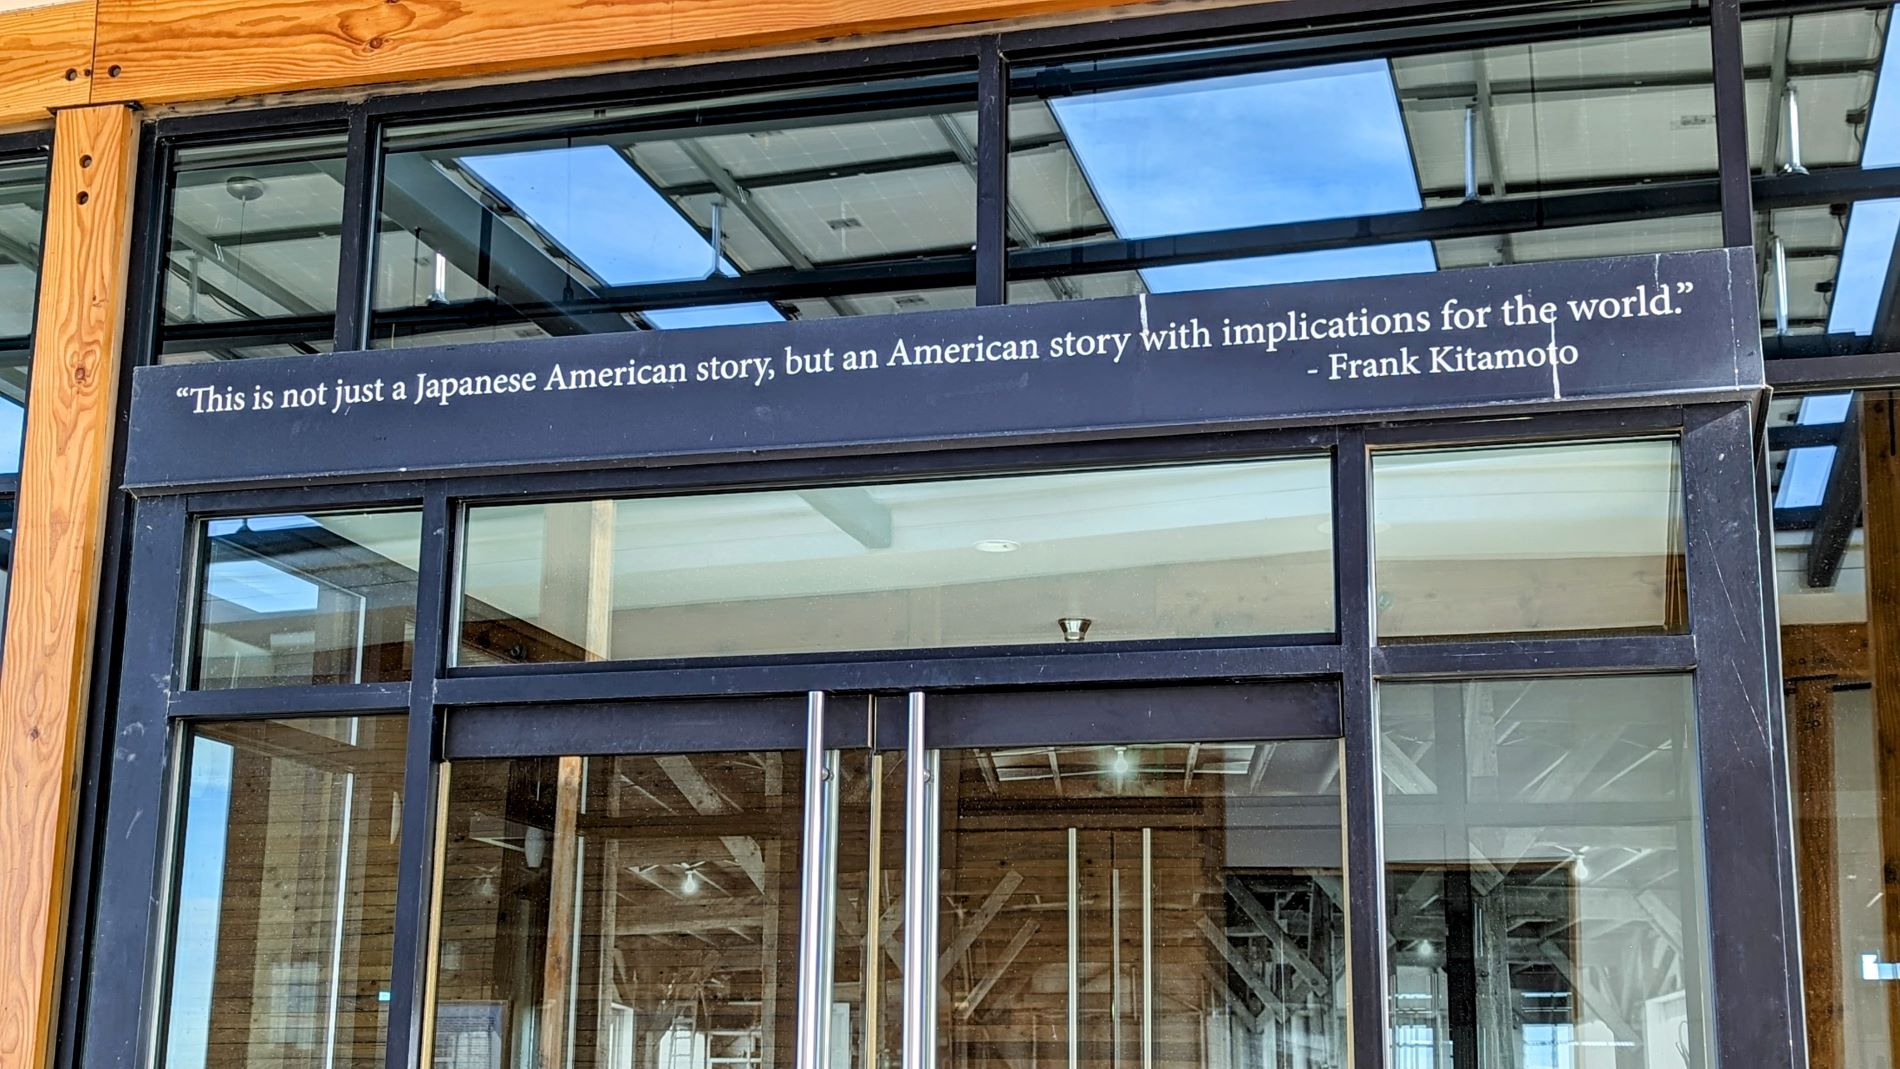 “This is not just a Japanese American story, but an American story with implications for the world.”
- Frank Kitamoto